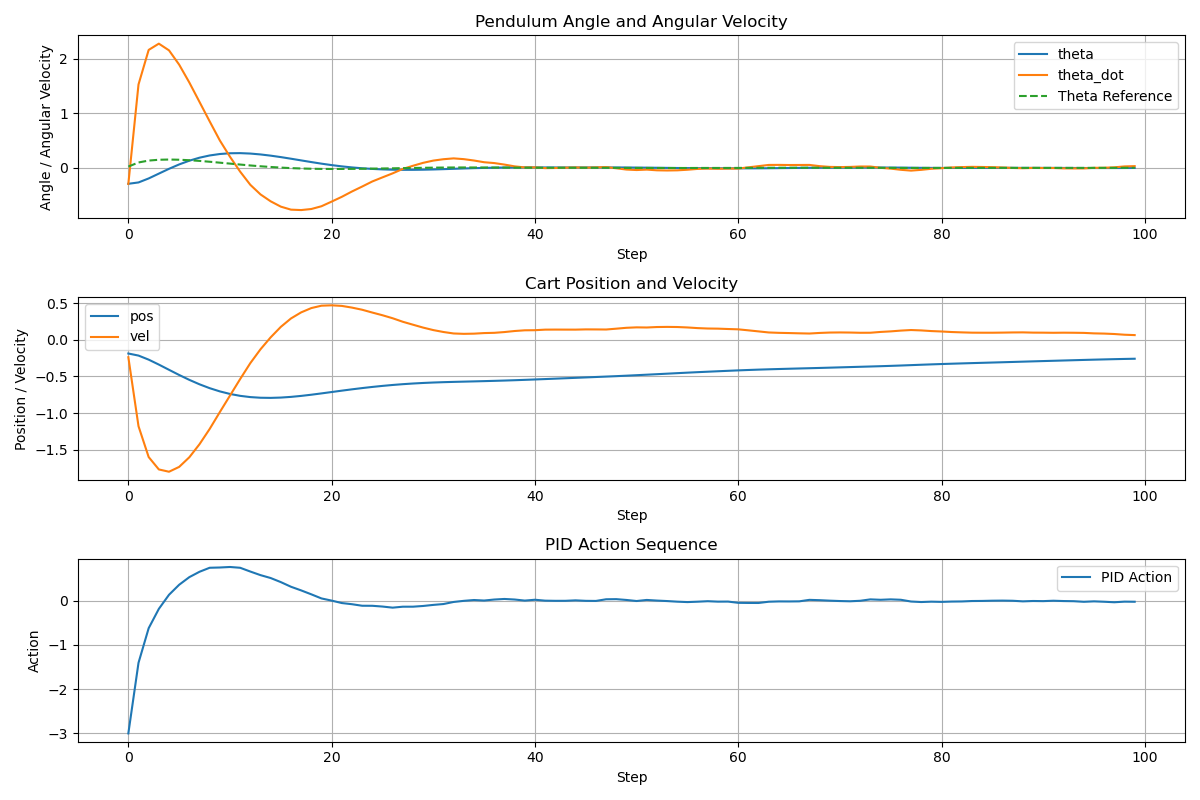 Pendulum Angle and Angular Velocity
Angle / Angular Velocity
2
1
0
theta
theta_dot
Theta Reference
0
20
40
60
80
100
Step
Cart Position and Velocity
Position / Velocity
0.5
0.0
−0.5
−1.0
−1.5
pos
vel
0
20
40
60
80
100
Step
PID Action Sequence
Action
0
−1
−2
−3
PID Action
0
20
40
60
80
100
Step